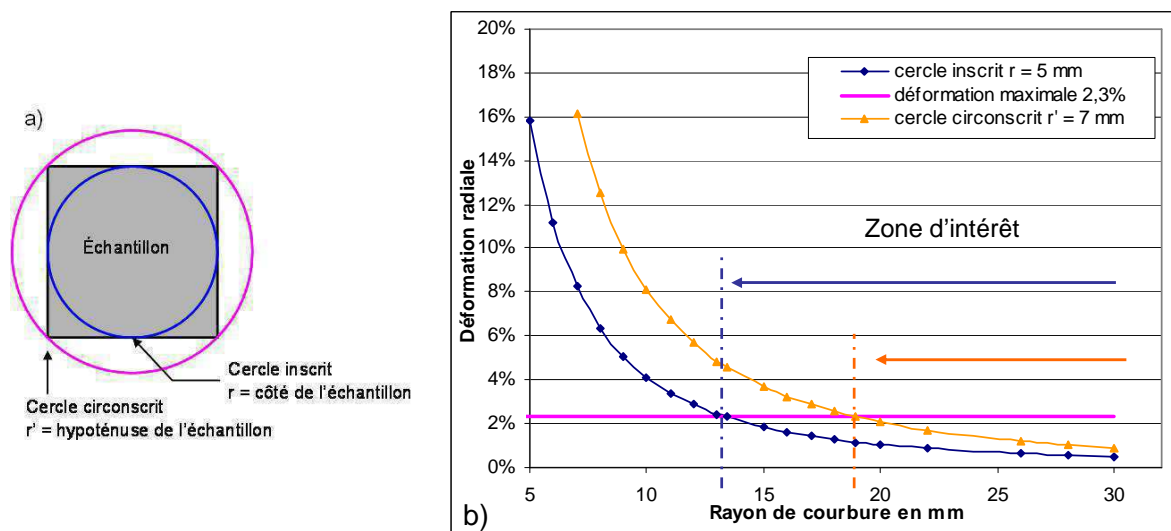 a)
Échantillon
Cercle inscrit
r = côté de l'échantillon
Cercle circonscrit
r' = hypoténuse de l'échantillon
20%
18%
16%
14%
12%
10%
8%
6%
4%
2%
0%
Déformation radiale
cercle inscrit r = 5 mm
déformation maximale 2,3%
cercle circonscrit r' = 7 mm
Zone d'intérêt
5
10
15
20
25
30
Rayon de courbure en mm
b)